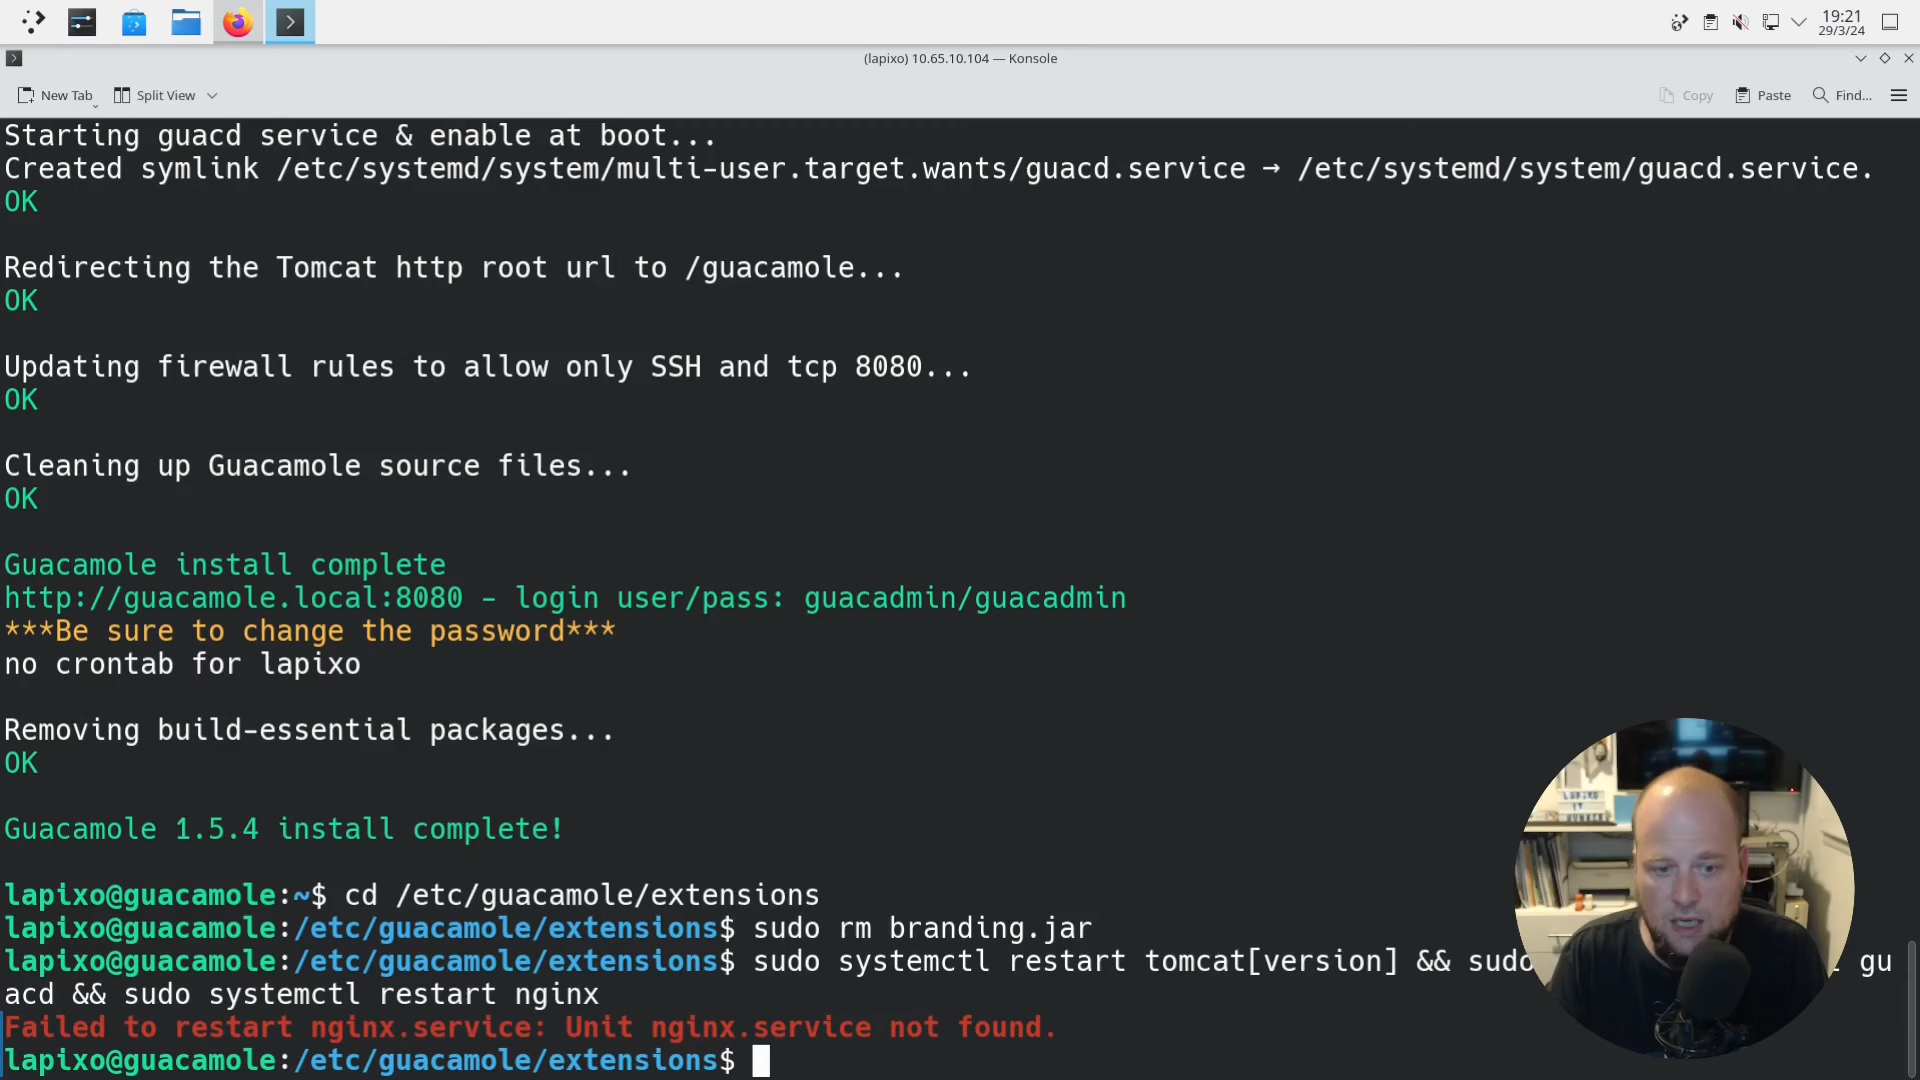 19:21
29/3/24
(lapixo) 10.65.10.104 — Konsole
New Tab Split View Copy Paste Find...
Starting guacd service & enable at boot...
Created symlink /etc/systemd/system/multi-user.target.wants/guacd.service → /etc/systemd/system/guacd.service.
OK
Redirecting the Tomcat http root url to /guacamole...
OK
Updating firewall rules to allow only SSH and tcp 8080...
OK
Cleaning up Guacamole source files...
OK
Guacamole install complete
http://guacamole.local:8080 - login user/pass: guacadmin/guacadmin
***Be sure to change the password***
no crontab for lapixo
Removing build-essential packages...
OK
Guacamole 1.5.4 install complete!
lapixo@guacamole:~$ cd /etc/guacamole/extensions
lapixo@guacamole:/etc/guacamole/extensions$ sudo rm branding.jar
lapixo@guacamole:/etc/guacamole/extensions$ sudo systemctl restart tomcat[version] && sudo gu
acd && sudo systemctl restart nginx
Failed to restart nginx.service: Unit nginx.service not found.
lapixo@guacamole:/etc/guacamole/extensions$